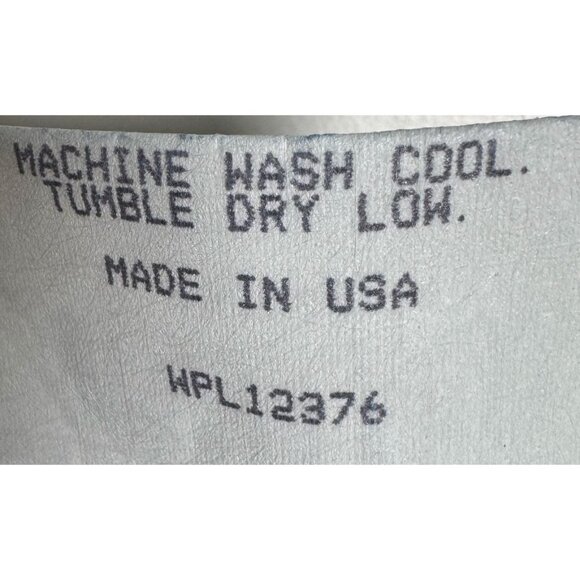 MACHINE WASH COOL.
TUMBLE DRY LOW.
MADE IN USA
WPL12376